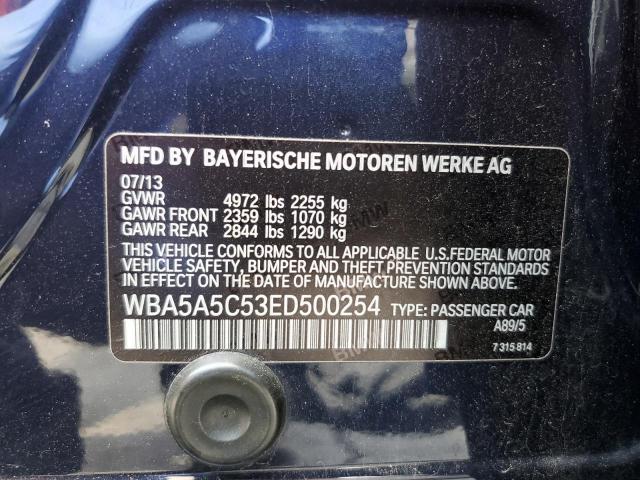 MFD BY BAYERISCHE MOTOREN WERKE AG
07/13
GVWR 4972 lbs 2255 kg
GAWR FRONT 2359 lbs 1070 kg
GAWR REAR 2844 lbs 1290 kg
THIS VEHICLE CONFORMS TO ALL APPLICABLE U.S.FEDERAL MOTOR
VEHICLE SAFETY, BUMPER AND THEFT PREVENTION STANDARDS
IN EFFECT ON THE DATE OF MANUFACTURE SHOWN ABOVE.
WBA5A5C53ED500254 TYPE: PASSENGER CAR
A89/5
7 315 814